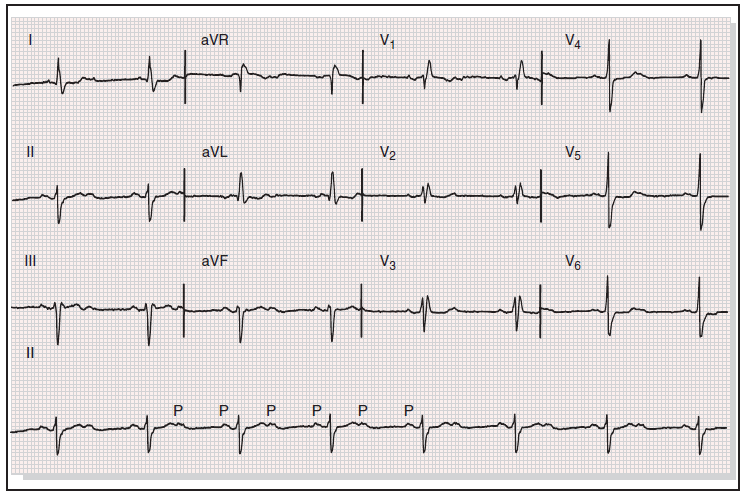 I aVR V1 V4
II aVL V2 V5
III aVF V3 V6
II
P P P P P P